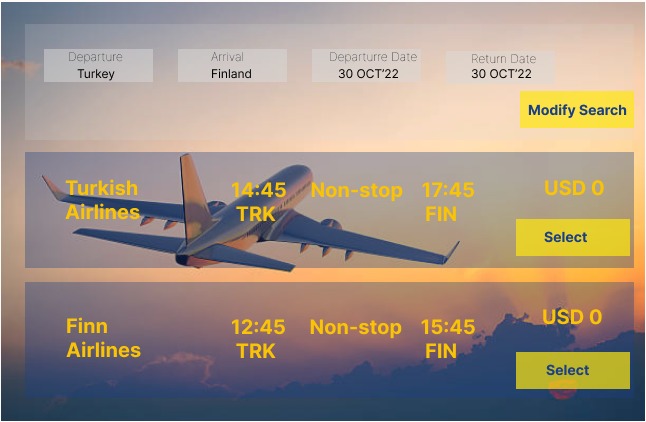 Departure Arrival Departurre Date Return Date
Turkey Finland 30 OCT'22 30 OCT'22
Modify Search
Turkish 14:45 Non-stop 17:45 USD 0
Airlines TRK FIN
Select
Finn 12:45 Non-stop 15:45 USD 0
Airlines TRK FIN
Select